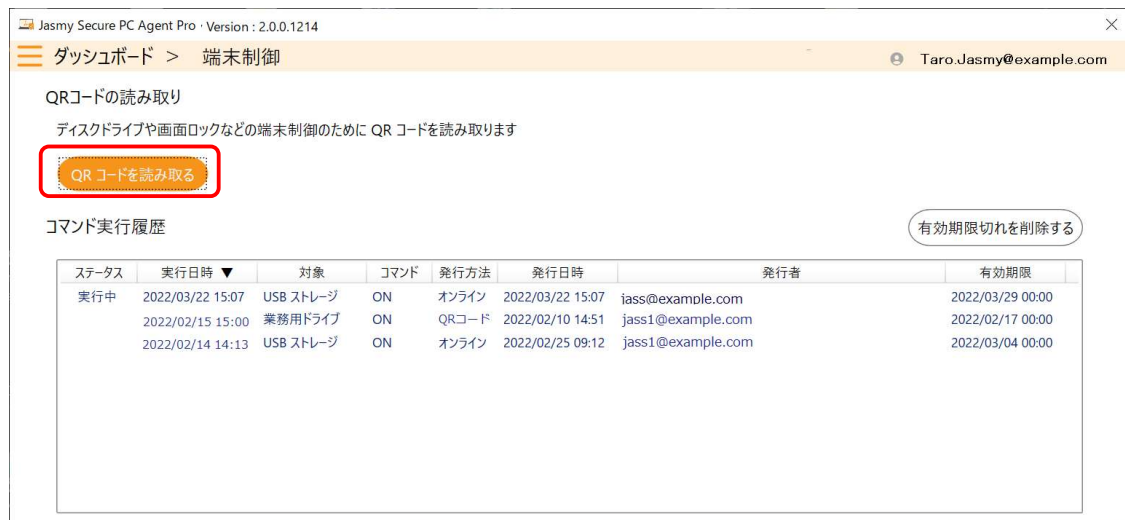 Jasmy Secure PC Agent Pro · Version : 2.0.0.1214
ダッシュボード > 端末制御 Taro.Jasmy@example.com
QRコードの読み取り
ディスクドライブや画面ロックなどの端末制御のために QR コードを読み取ります
QR コードを読み取る
コマンド実行履歴 有効期限切れを削除する
ステータス 実行日時 ▼ 対象 コマンド 発行方法 発行日時 発行者 有効期限
実行中 2022/03/22 15:07 USB ストレージ ON オンライン 2022/03/22 15:07 jass@example.com 2022/03/29 00:00
2022/02/15 15:00 業務用ドライブ ON QRコード 2022/02/10 14:51 jass1@example.com 2022/02/17 00:00
2022/02/14 14:13 USB ストレージ ON オンライン 2022/02/25 09:12 jass1@example.com 2022/03/04 00:00